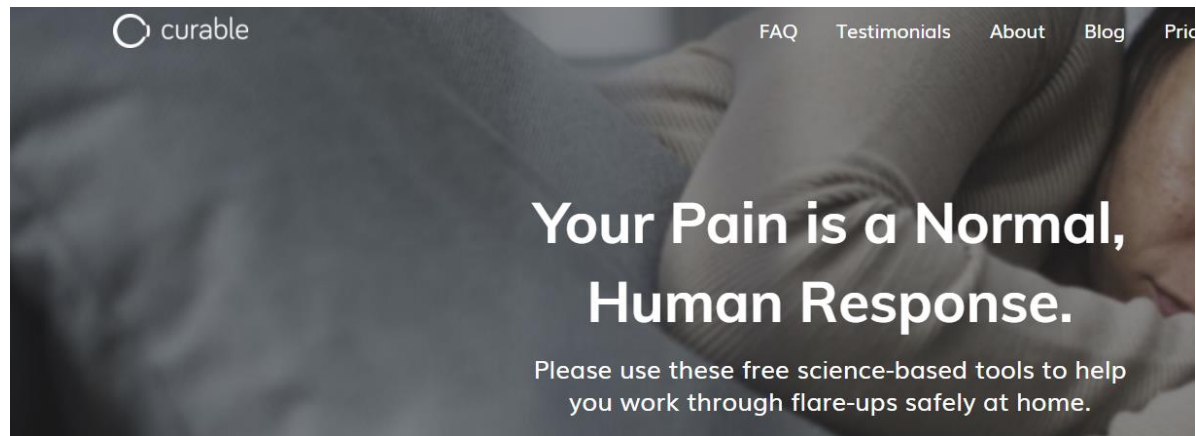 curable
FAQ Testimonials About Blog
Your Pain is a Normal,
Human Response.
Please use these free science-based tools to help
you work through flare-ups safely at home.